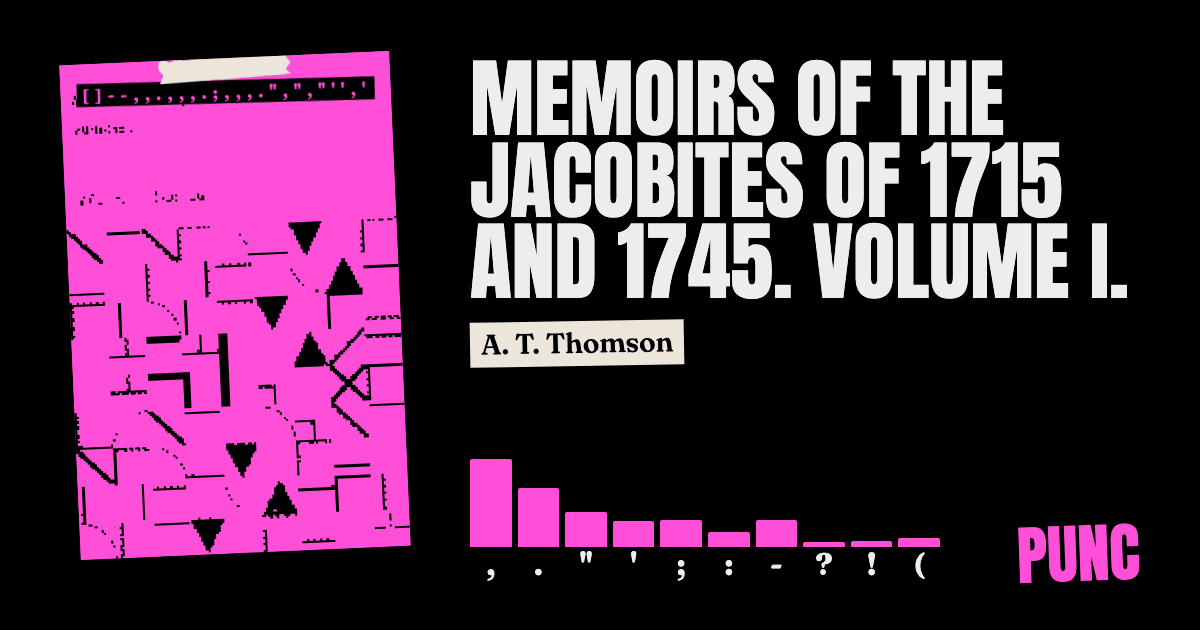 []--,,.,,,.;,,,.",","'','
MEMOIRS OF THE
JACOBITES OF 1715
AND 1745. VOLUME I.
A. T. Thomson
, . " ' ; : - ? ! (
PUNC